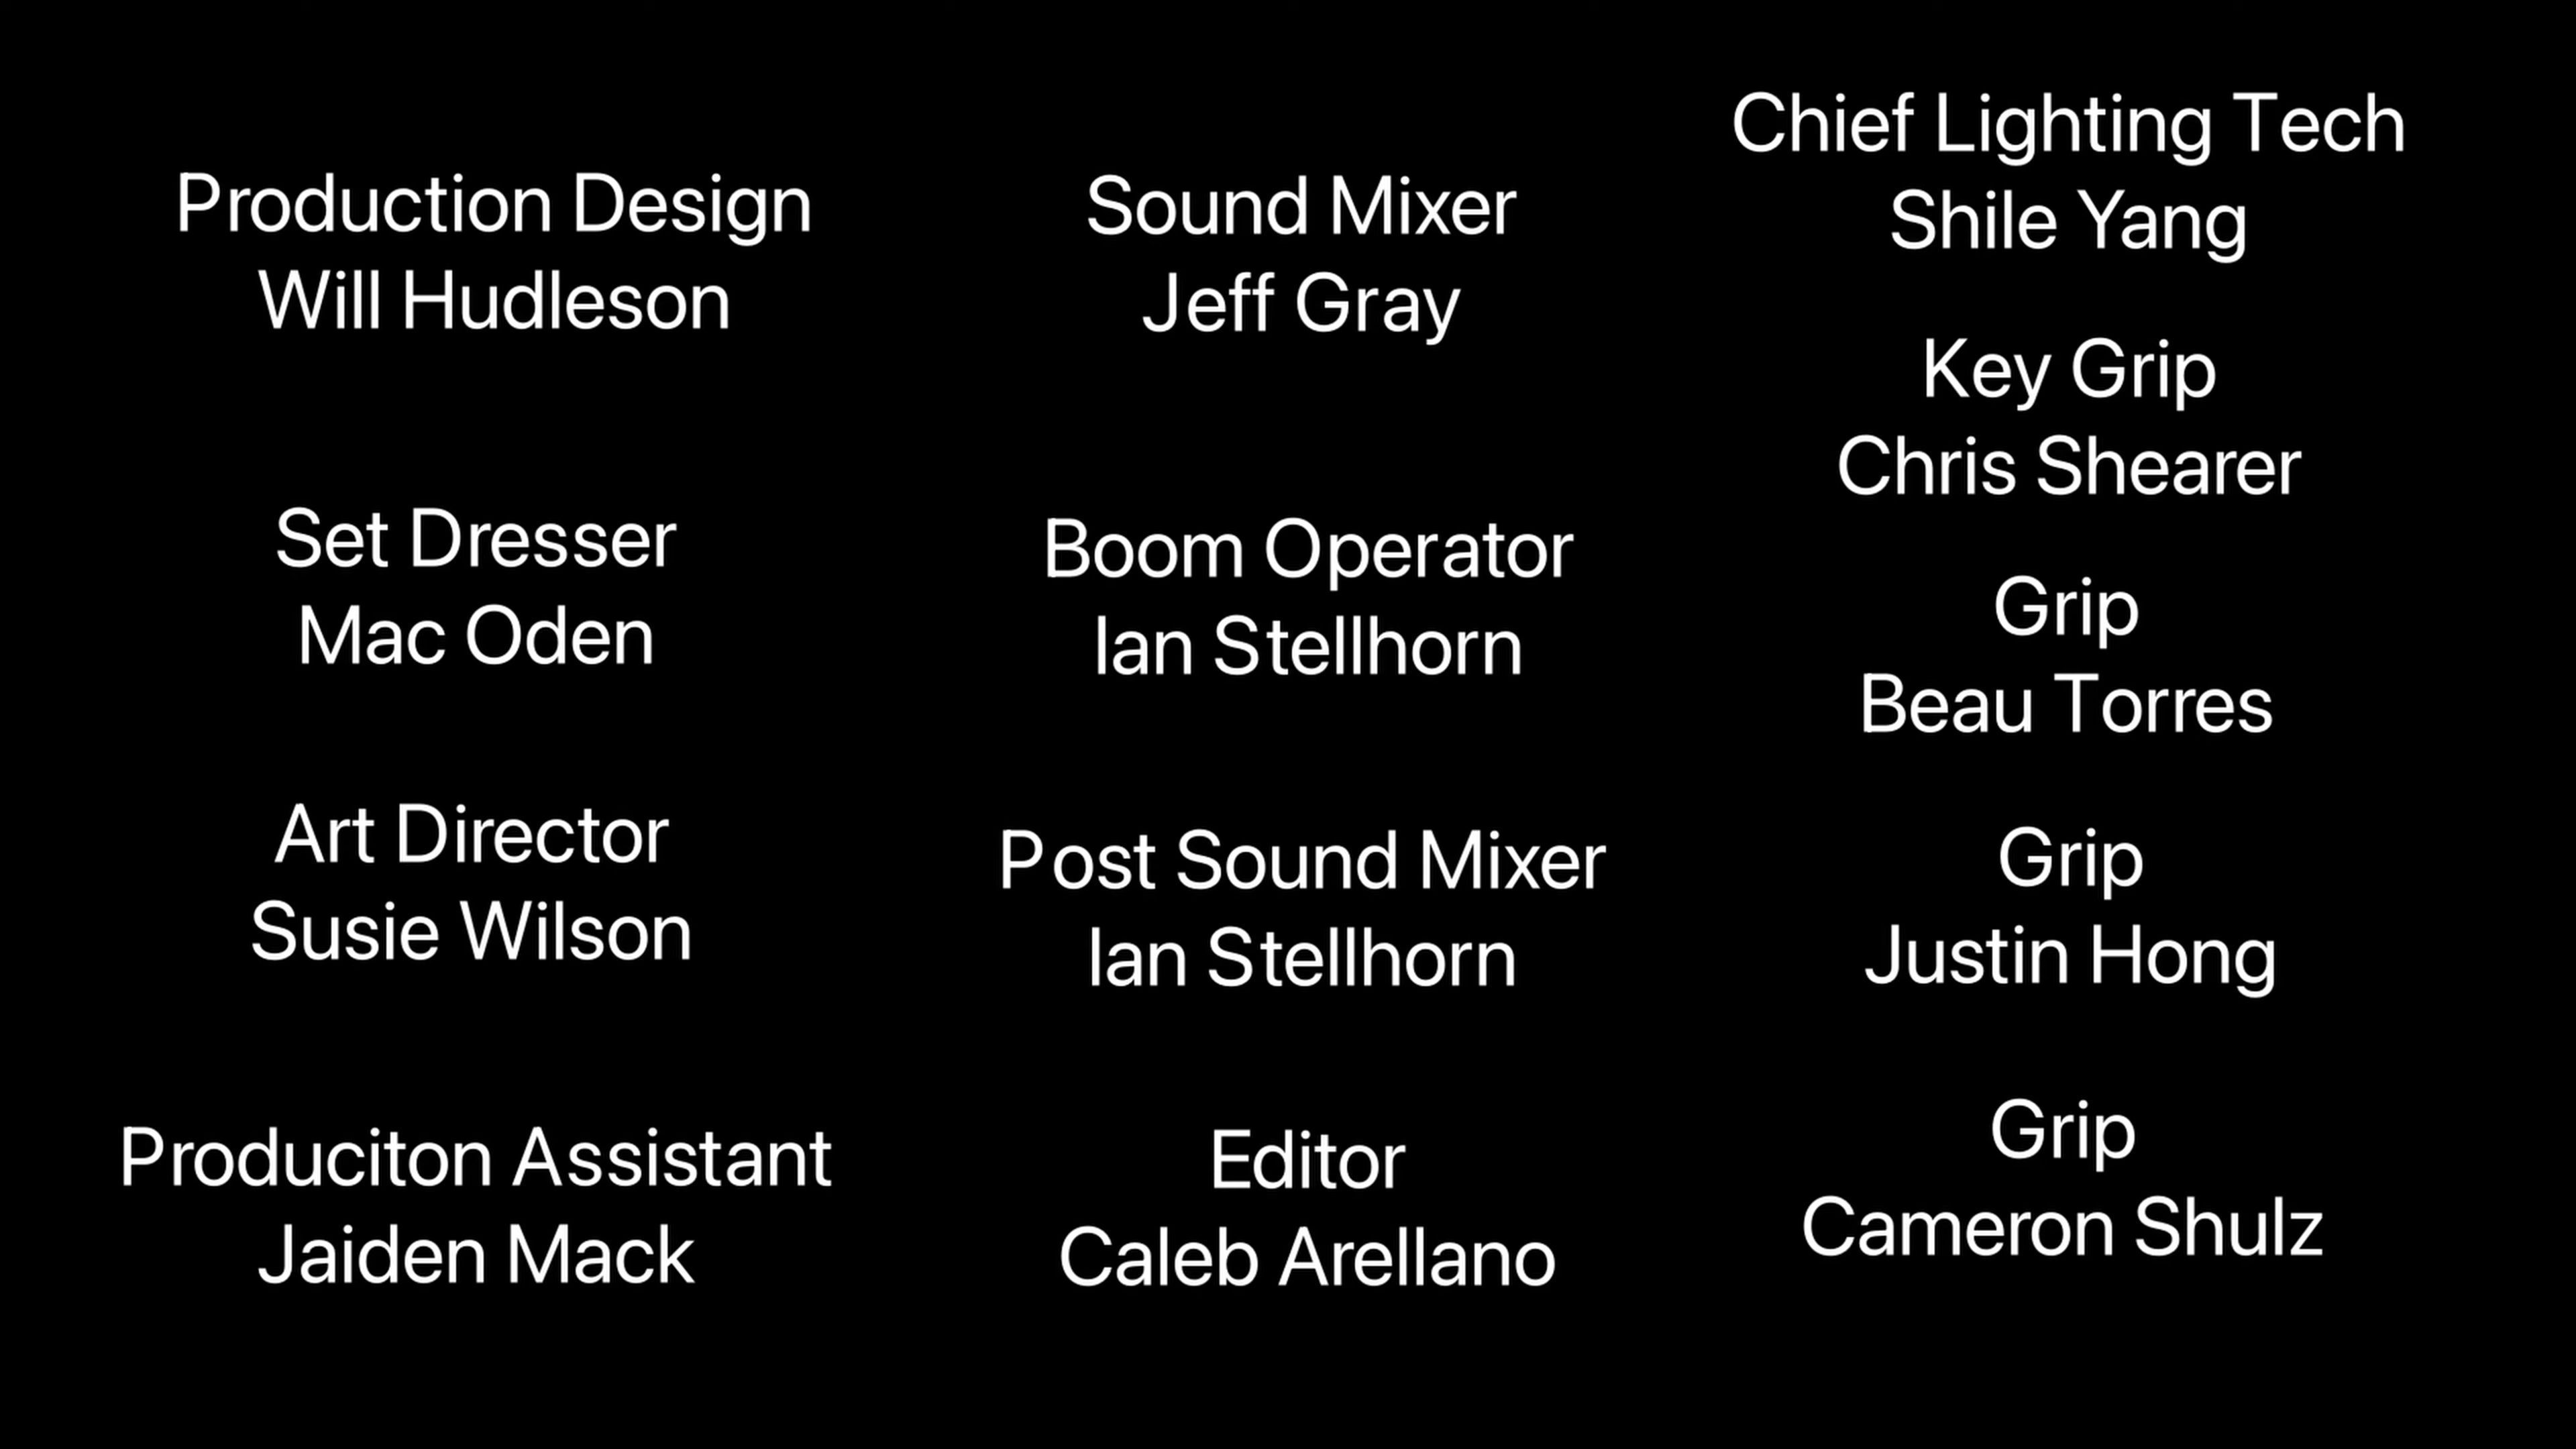 Production Design
Will Hudleson
Set Dresser
Mac Oden
Art Director
Susie Wilson
Produciton Assistant
Jaiden Mack
Sound Mixer
Jeff Gray
Boom Operator
Ian Stellhorn
Post Sound Mixer
Ian Stellhorn
Editor
Caleb Arellano
Chief Lighting Tech
Shile Yang
Key Grip
Chris Shearer
Grip
Beau Torres
Grip
Justin Hong
Grip
Cameron Shulz